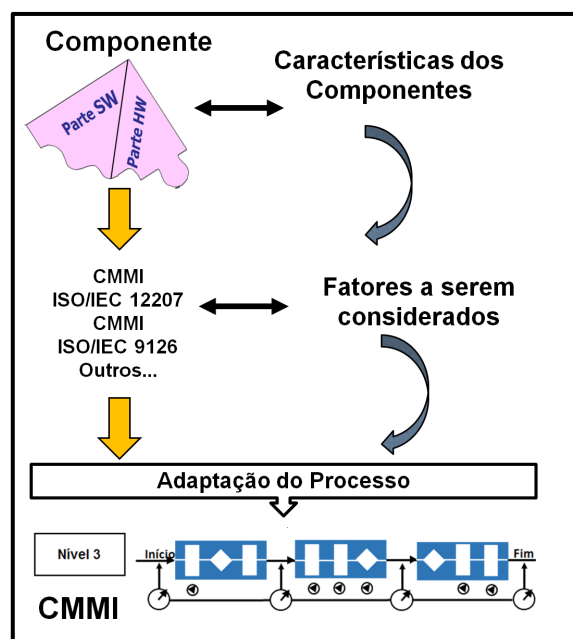 Componente
Parte SW
Parte HW
Características dos
Componentes
CMMI
ISO/IEC 12207
CMMI
ISO/IEC 9126
Outros...
Fatores a serem
considerados
Adaptação do Processo
Nível 3
Início
Fim
CMMI